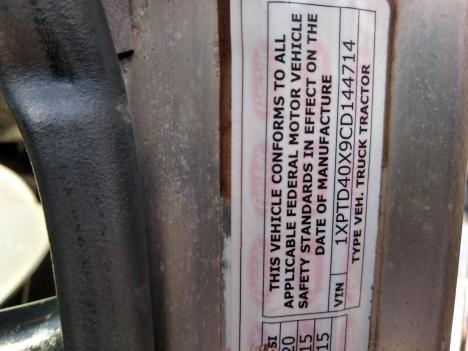 THIS VEHICLE CONFORMS TO ALL
APPLICABLE FEDERAL MOTOR VEHICLE
SAFETY STANDARDS IN EFFECT ON THE
DATE OF MANUFACTURE
VIN 1XPTD40X9CD144714
TYPE VEH. TRUCK TRACTOR
SI
20
15
15